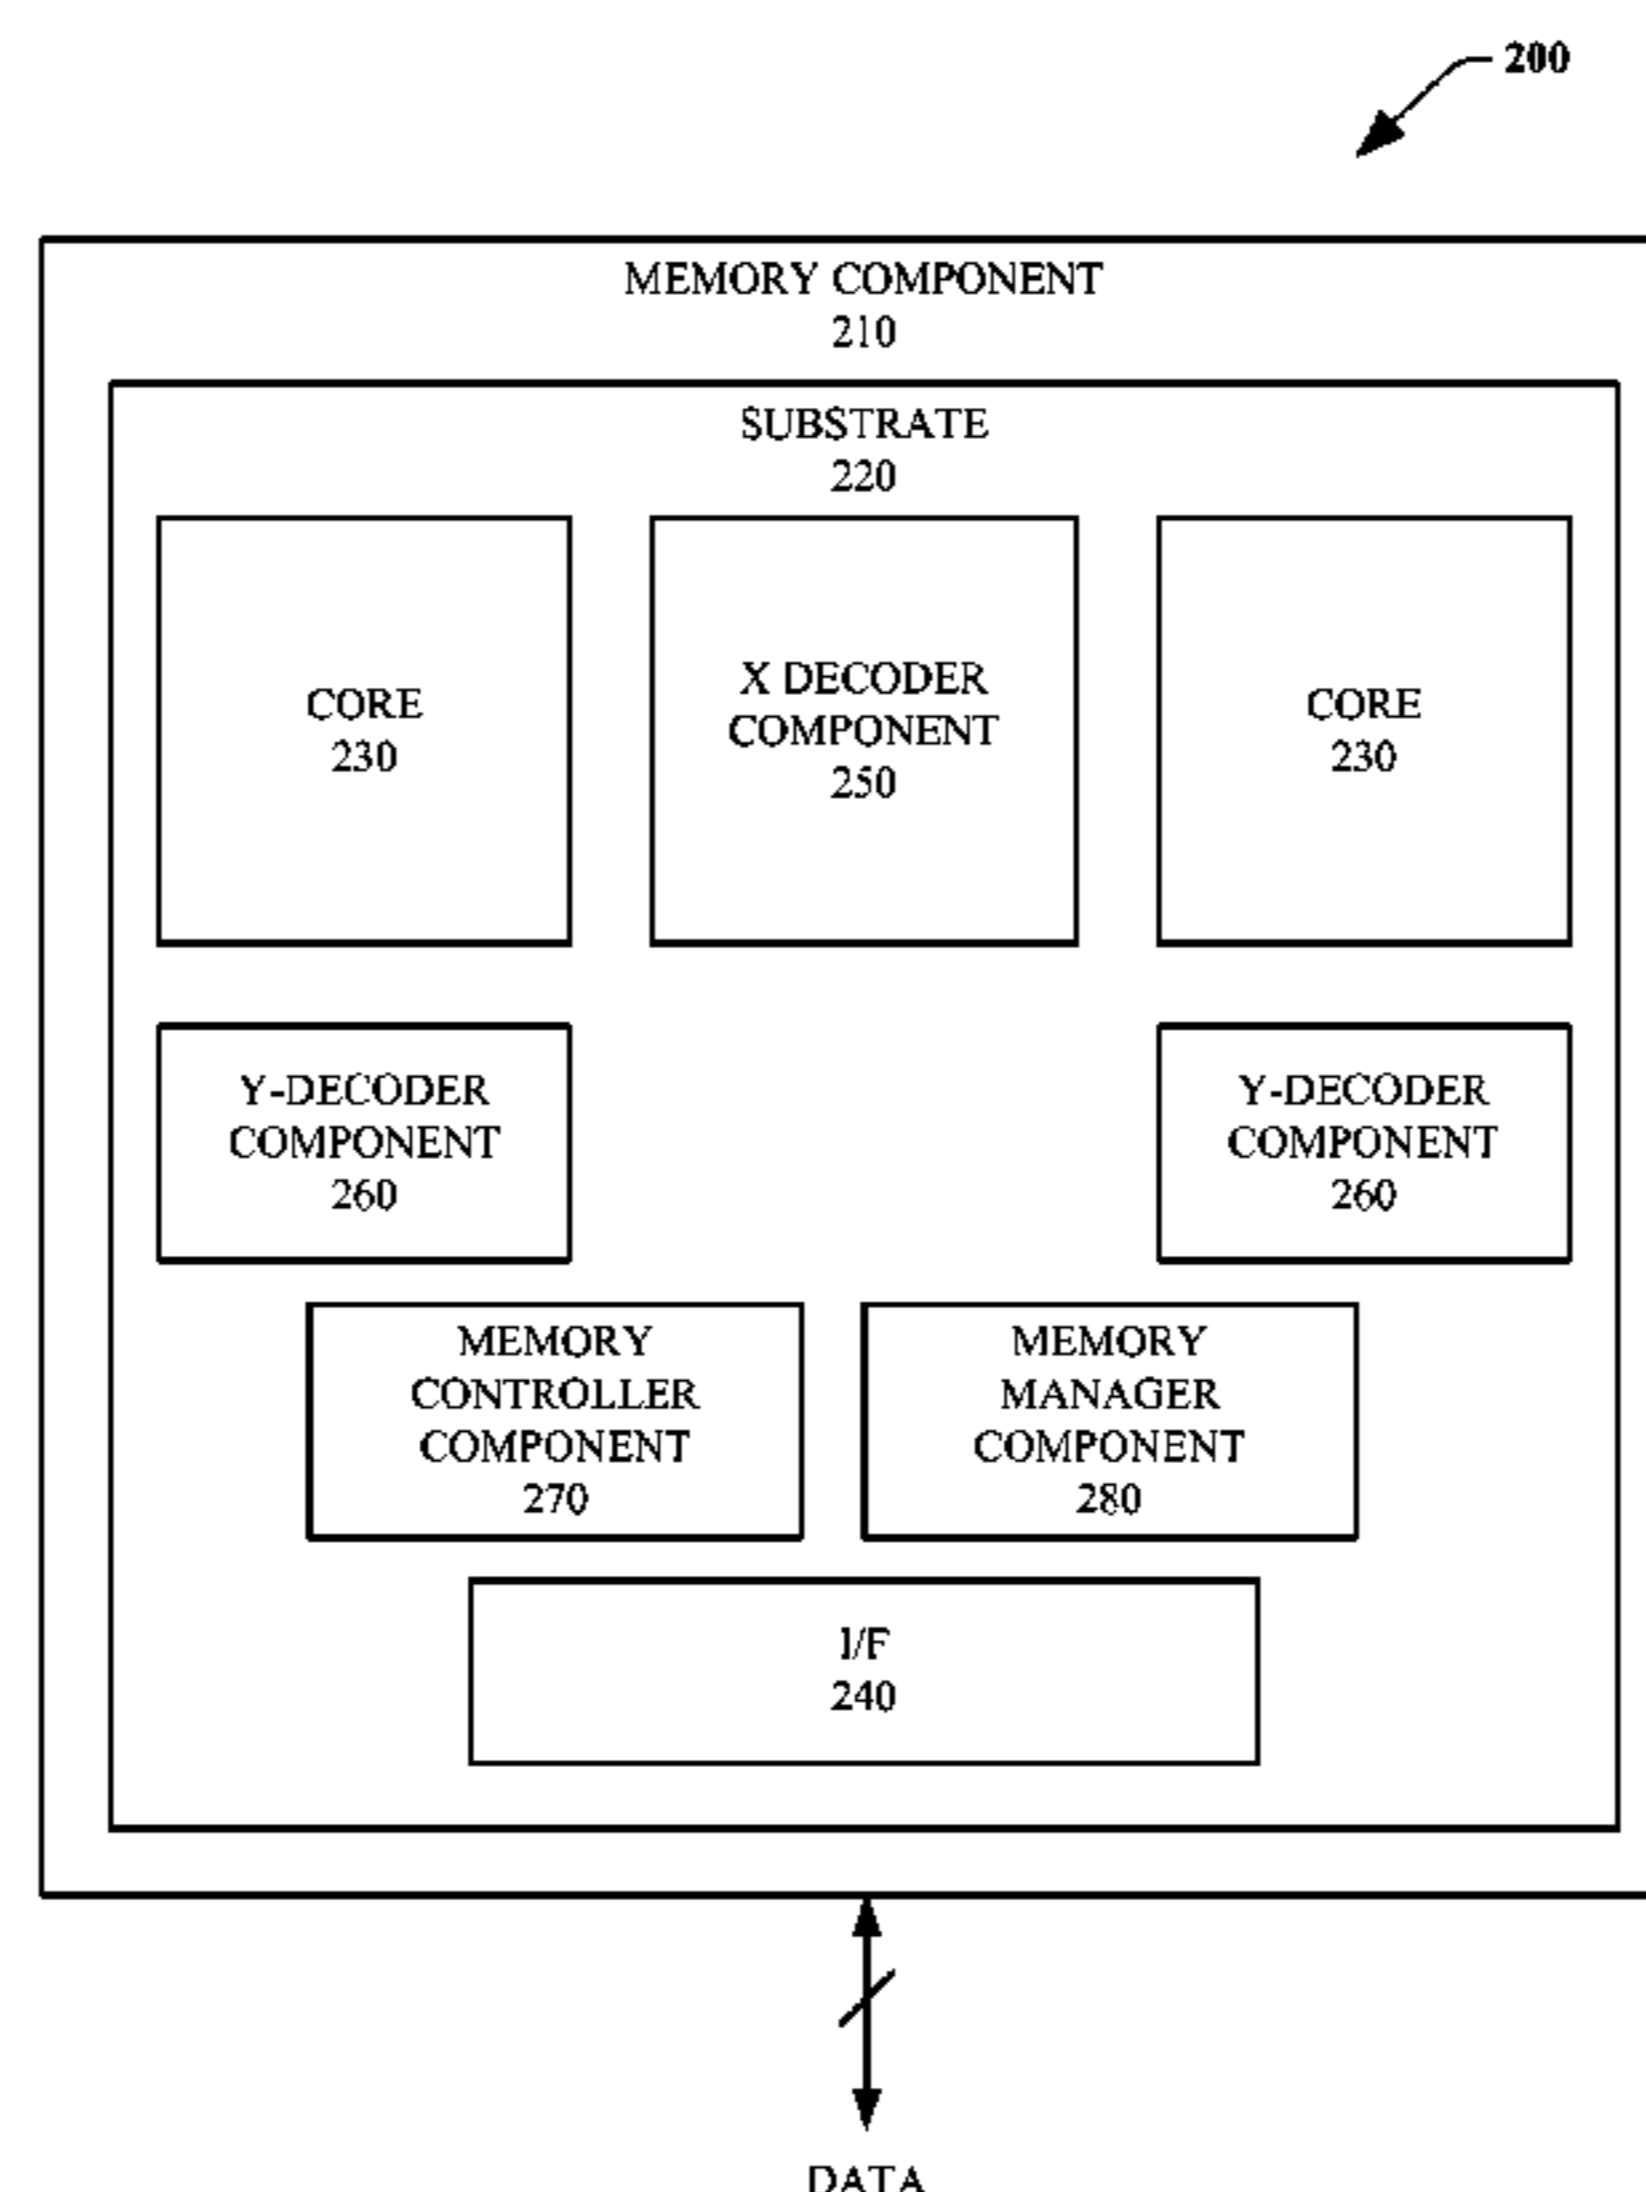 200
MEMORY COMPONENT
210
SUBSTRATE
220
CORE
230
X DECODER
COMPONENT
250
CORE
230
Y-DECODER
COMPONENT
260
Y-DECODER
COMPONENT
260
MEMORY
CONTROLLER
COMPONENT
270
MEMORY
MANAGER
COMPONENT
280
I/F
240
DATA